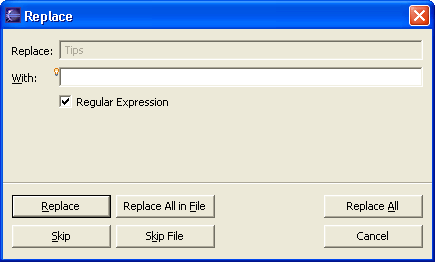 Replace
Replace: Tips
With:
Regular Expression
Replace Replace All in File Replace All
Skip Skip File Cancel